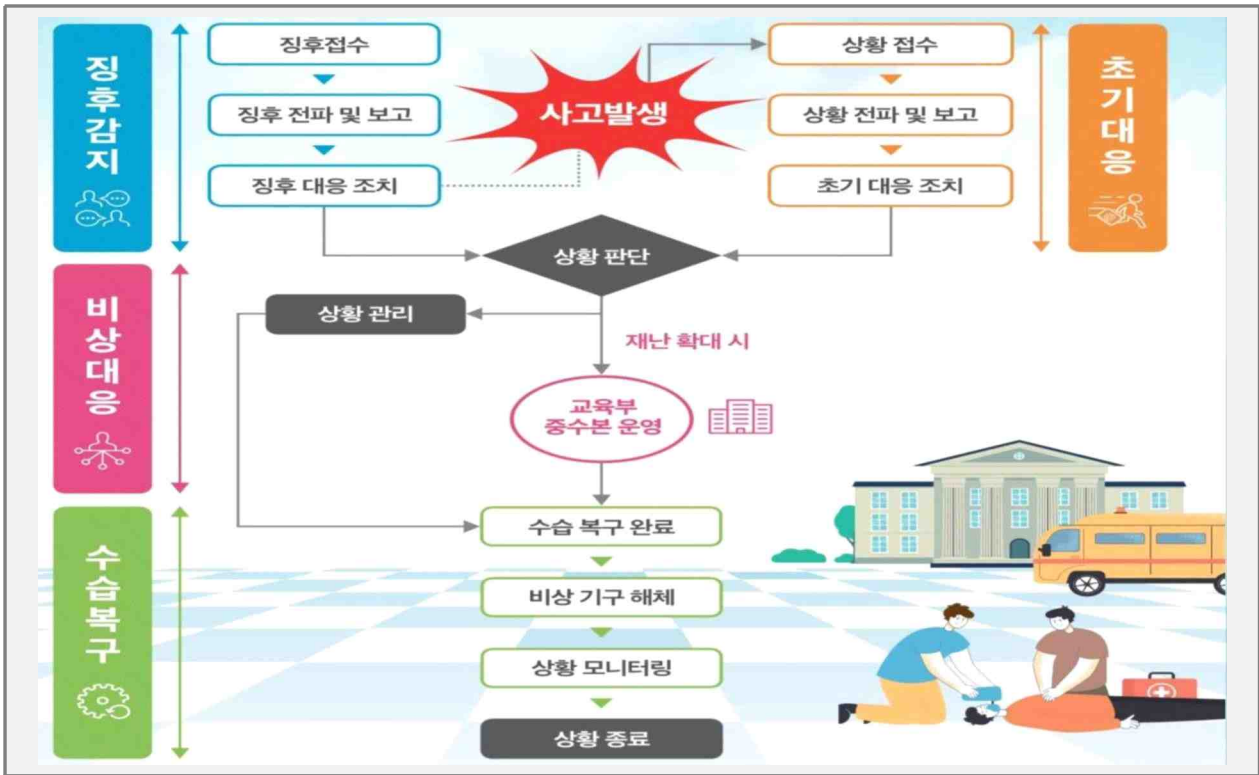 징후감지
징후접수
징후 전파 및 보고
징후 대응 조치
사고발생
상황 접수
상황 전파 및 보고
초기 대응 조치
초기대응
상황 판단
비상대응
상황 관리
재난 확대 시
교육부
중수본 운영
수습복구
수습 복구 완료
비상 기구 해체
상황 모니터링
상황 종료